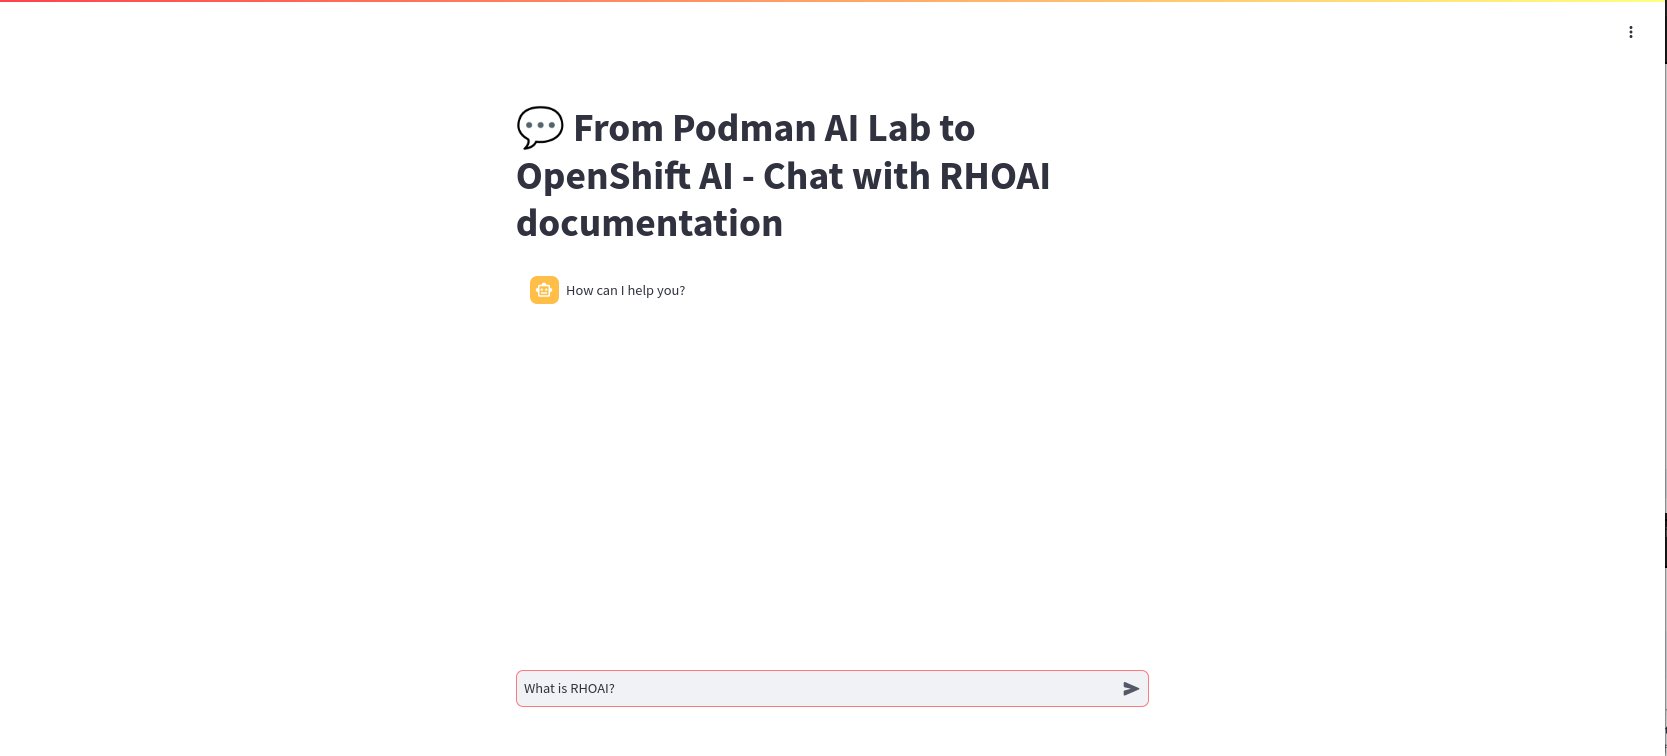 💬 From Podman AI Lab to
OpenShift AI - Chat with RHOAI
documentation
How can I help you?
What is RHOAI?